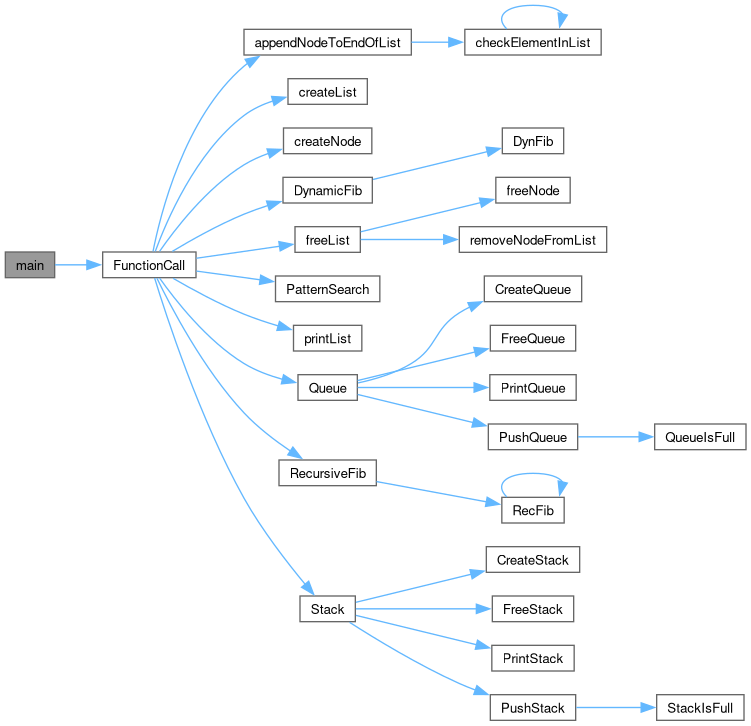 appendNodeToEndOfList
checkElementInList
createList
createNode
DynFib
DynamicFib
freeNode
freeList
removeNodeFromList
main
FunctionCall
PatternSearch
CreateQueue
printList
FreeQueue
Queue
PrintQueue
PushQueue
QueueIsFull
RecursiveFib
RecFib
CreateStack
Stack
FreeStack
PrintStack
PushStack
StackIsFull